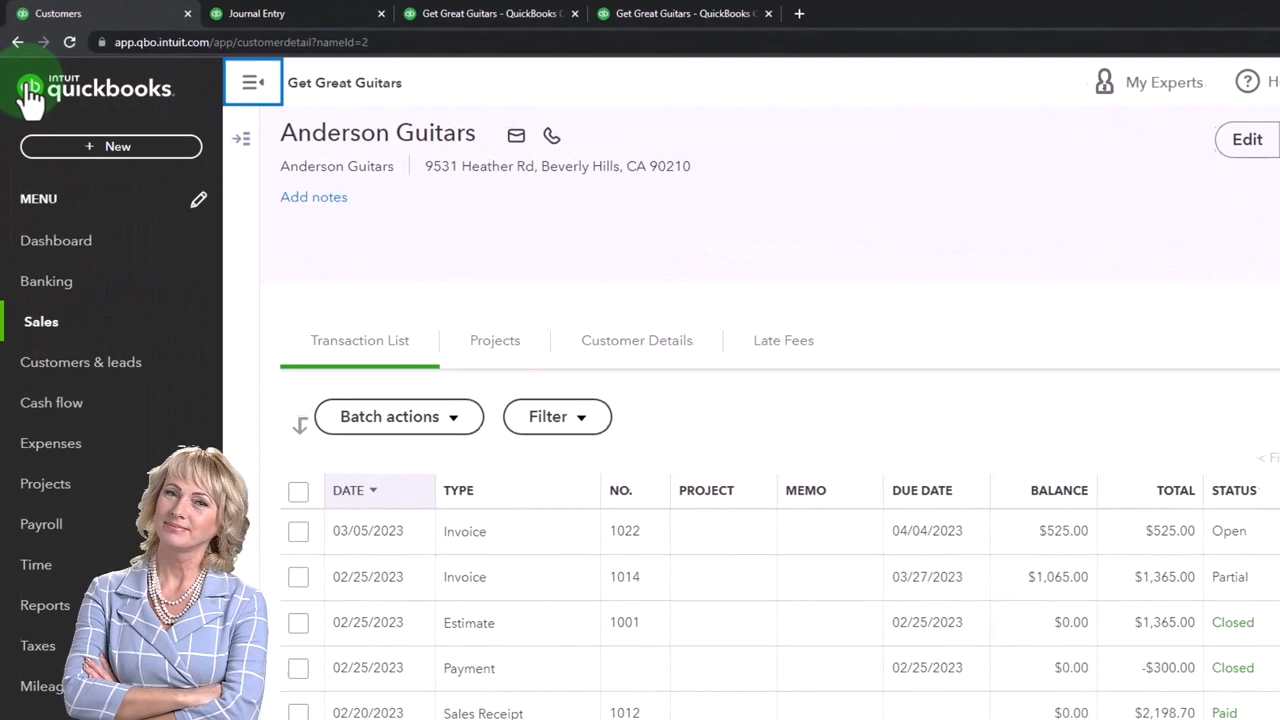 Customers
Journal Entry
Get Great Guitars - QuickBooks
Get Great Guitars - QuickBooks
app.qbo.intuit.com/app/customerdetail?nameId=2
INTUIT
quickbooks.
Get Great Guitars
My Experts
+ New
Anderson Guitars
Edit
Anderson Guitars
9531 Heather Rd, Beverly Hills, CA 90210
Add notes
MENU
Dashboard
Banking
Sales
Customers & leads
Cash flow
Expenses
Projects
Payroll
Time
Reports
Taxes
Transaction List Projects Customer Details Late Fees
Batch actions Filter
DATE TYPE NO. PROJECT MEMO DUE DATE BALANCE TOTAL STATUS
03/05/2023 Invoice 1022 04/04/2023 $525.00 $525.00 Open
02/25/2023 Invoice 1014 03/27/2023 $1,065.00 $1,365.00 Partial
02/25/2023 Estimate 1001 02/25/2023 $0.00 $1,365.00 Closed
02/25/2023 Payment 02/25/2023 $0.00 -$300.00 Closed
02/20/2023 Sales Receipt 1012 $0.00 $2,198.70 Paid